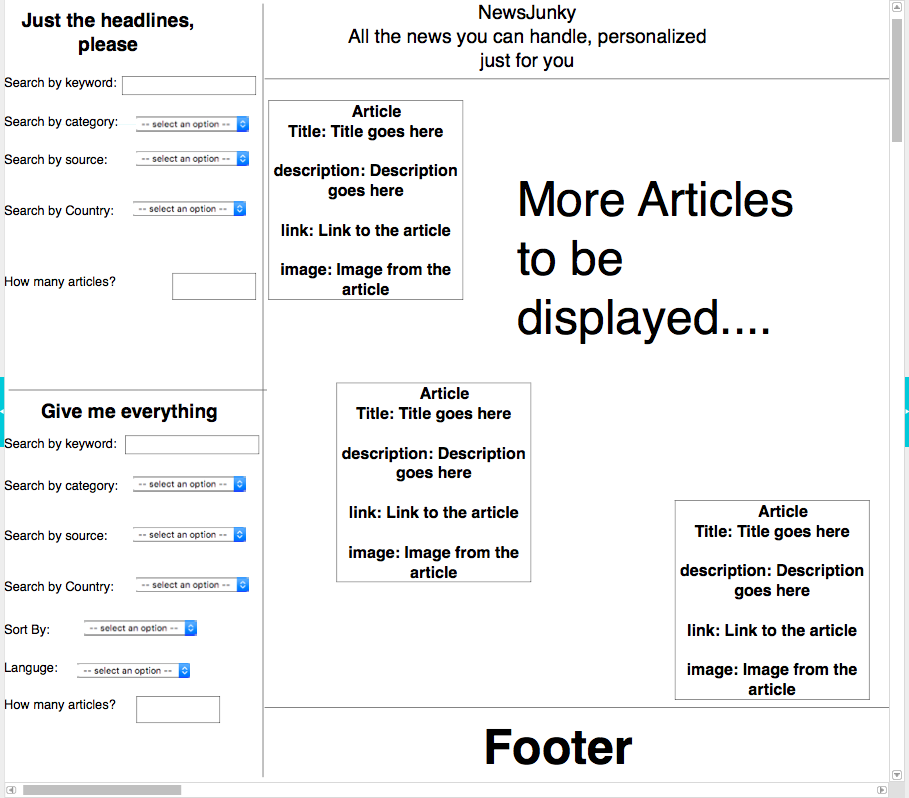 Just the headlines,
please
Search by keyword:
Search by category:
-- select an option --
Search by source:
-- select an option --
Search by Country:
-- select an option --
How many articles?
Give me everything
Search by keyword:
Search by category:
-- select an option --
Search by source:
-- select an option --
Search by Country:
-- select an option --
Sort By:
-- select an option --
Languge:
-- select an option --
How many articles?
NewsJunky
All the news you can handle, personalized
just for you
Article
Title: Title goes here
description: Description
goes here
link: Link to the article
image: Image from the
article
More Articles
to be
displayed....
Article
Title: Title goes here
description: Description
goes here
link: Link to the article
image: Image from the
article
Article
Title: Title goes here
description: Description
goes here
link: Link to the article
image: Image from the
article
Footer